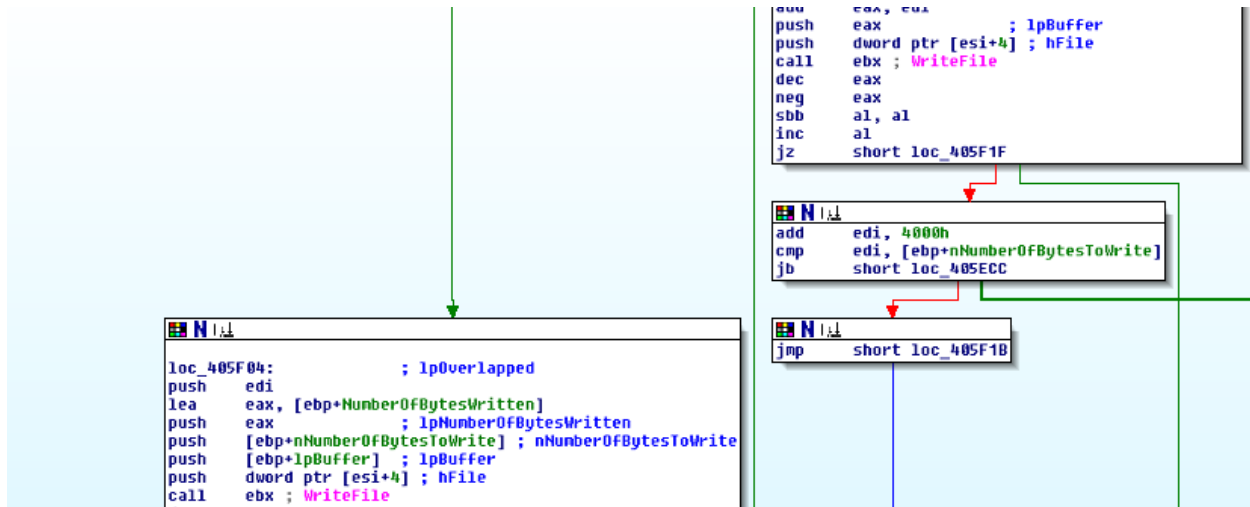 add eax, edi
push eax ; lpBuffer
push dword ptr [esi+4] ; hFile
call ebx ; WriteFile
dec eax
neg eax
sbb al, al
inc al
jz short loc_405F1F
add edi, 4000h
cmp edi, [ebp+nNumberOfBytesToWrite]
jb short loc_405ECC
jmp short loc_405F1B
loc_405F04: ; lpOverlapped
push edi
lea eax, [ebp+NumberOfBytesWritten]
push eax ; lpNumberOfBytesWritten
push [ebp+nNumberOfBytesToWrite] ; nNumberOfBytesToWrite
push [ebp+lpBuffer] ; lpBuffer
push dword ptr [esi+4] ; hFile
call ebx ; WriteFile